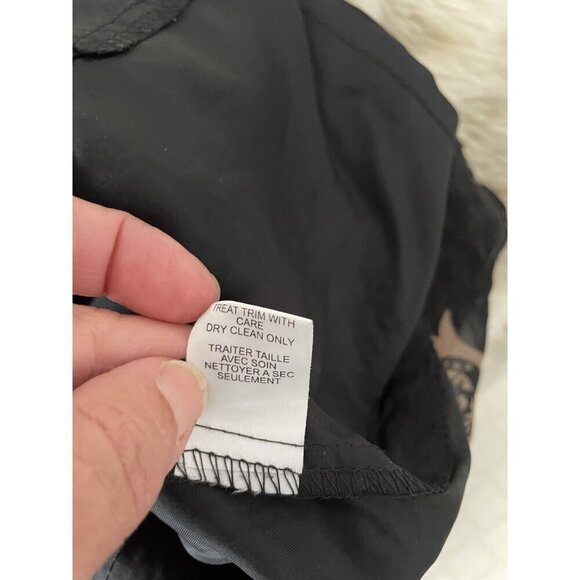 TREAT TRIM WITH
CARE
DRY CLEAN ONLY
TRAITER TAILLE
AVEC SOIN
NETTOYER A SEC
SEULEMENT